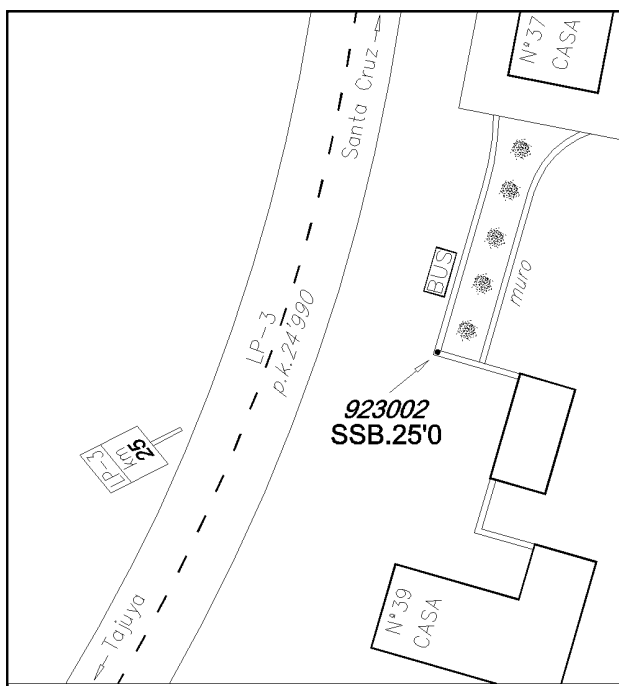 Santa Cruz
N°37
CASA
BUS
muro
LP-3
p.k.24'990
923002
SSB.25'0
LP-3
km
25
Tajuya
N°39
CASA